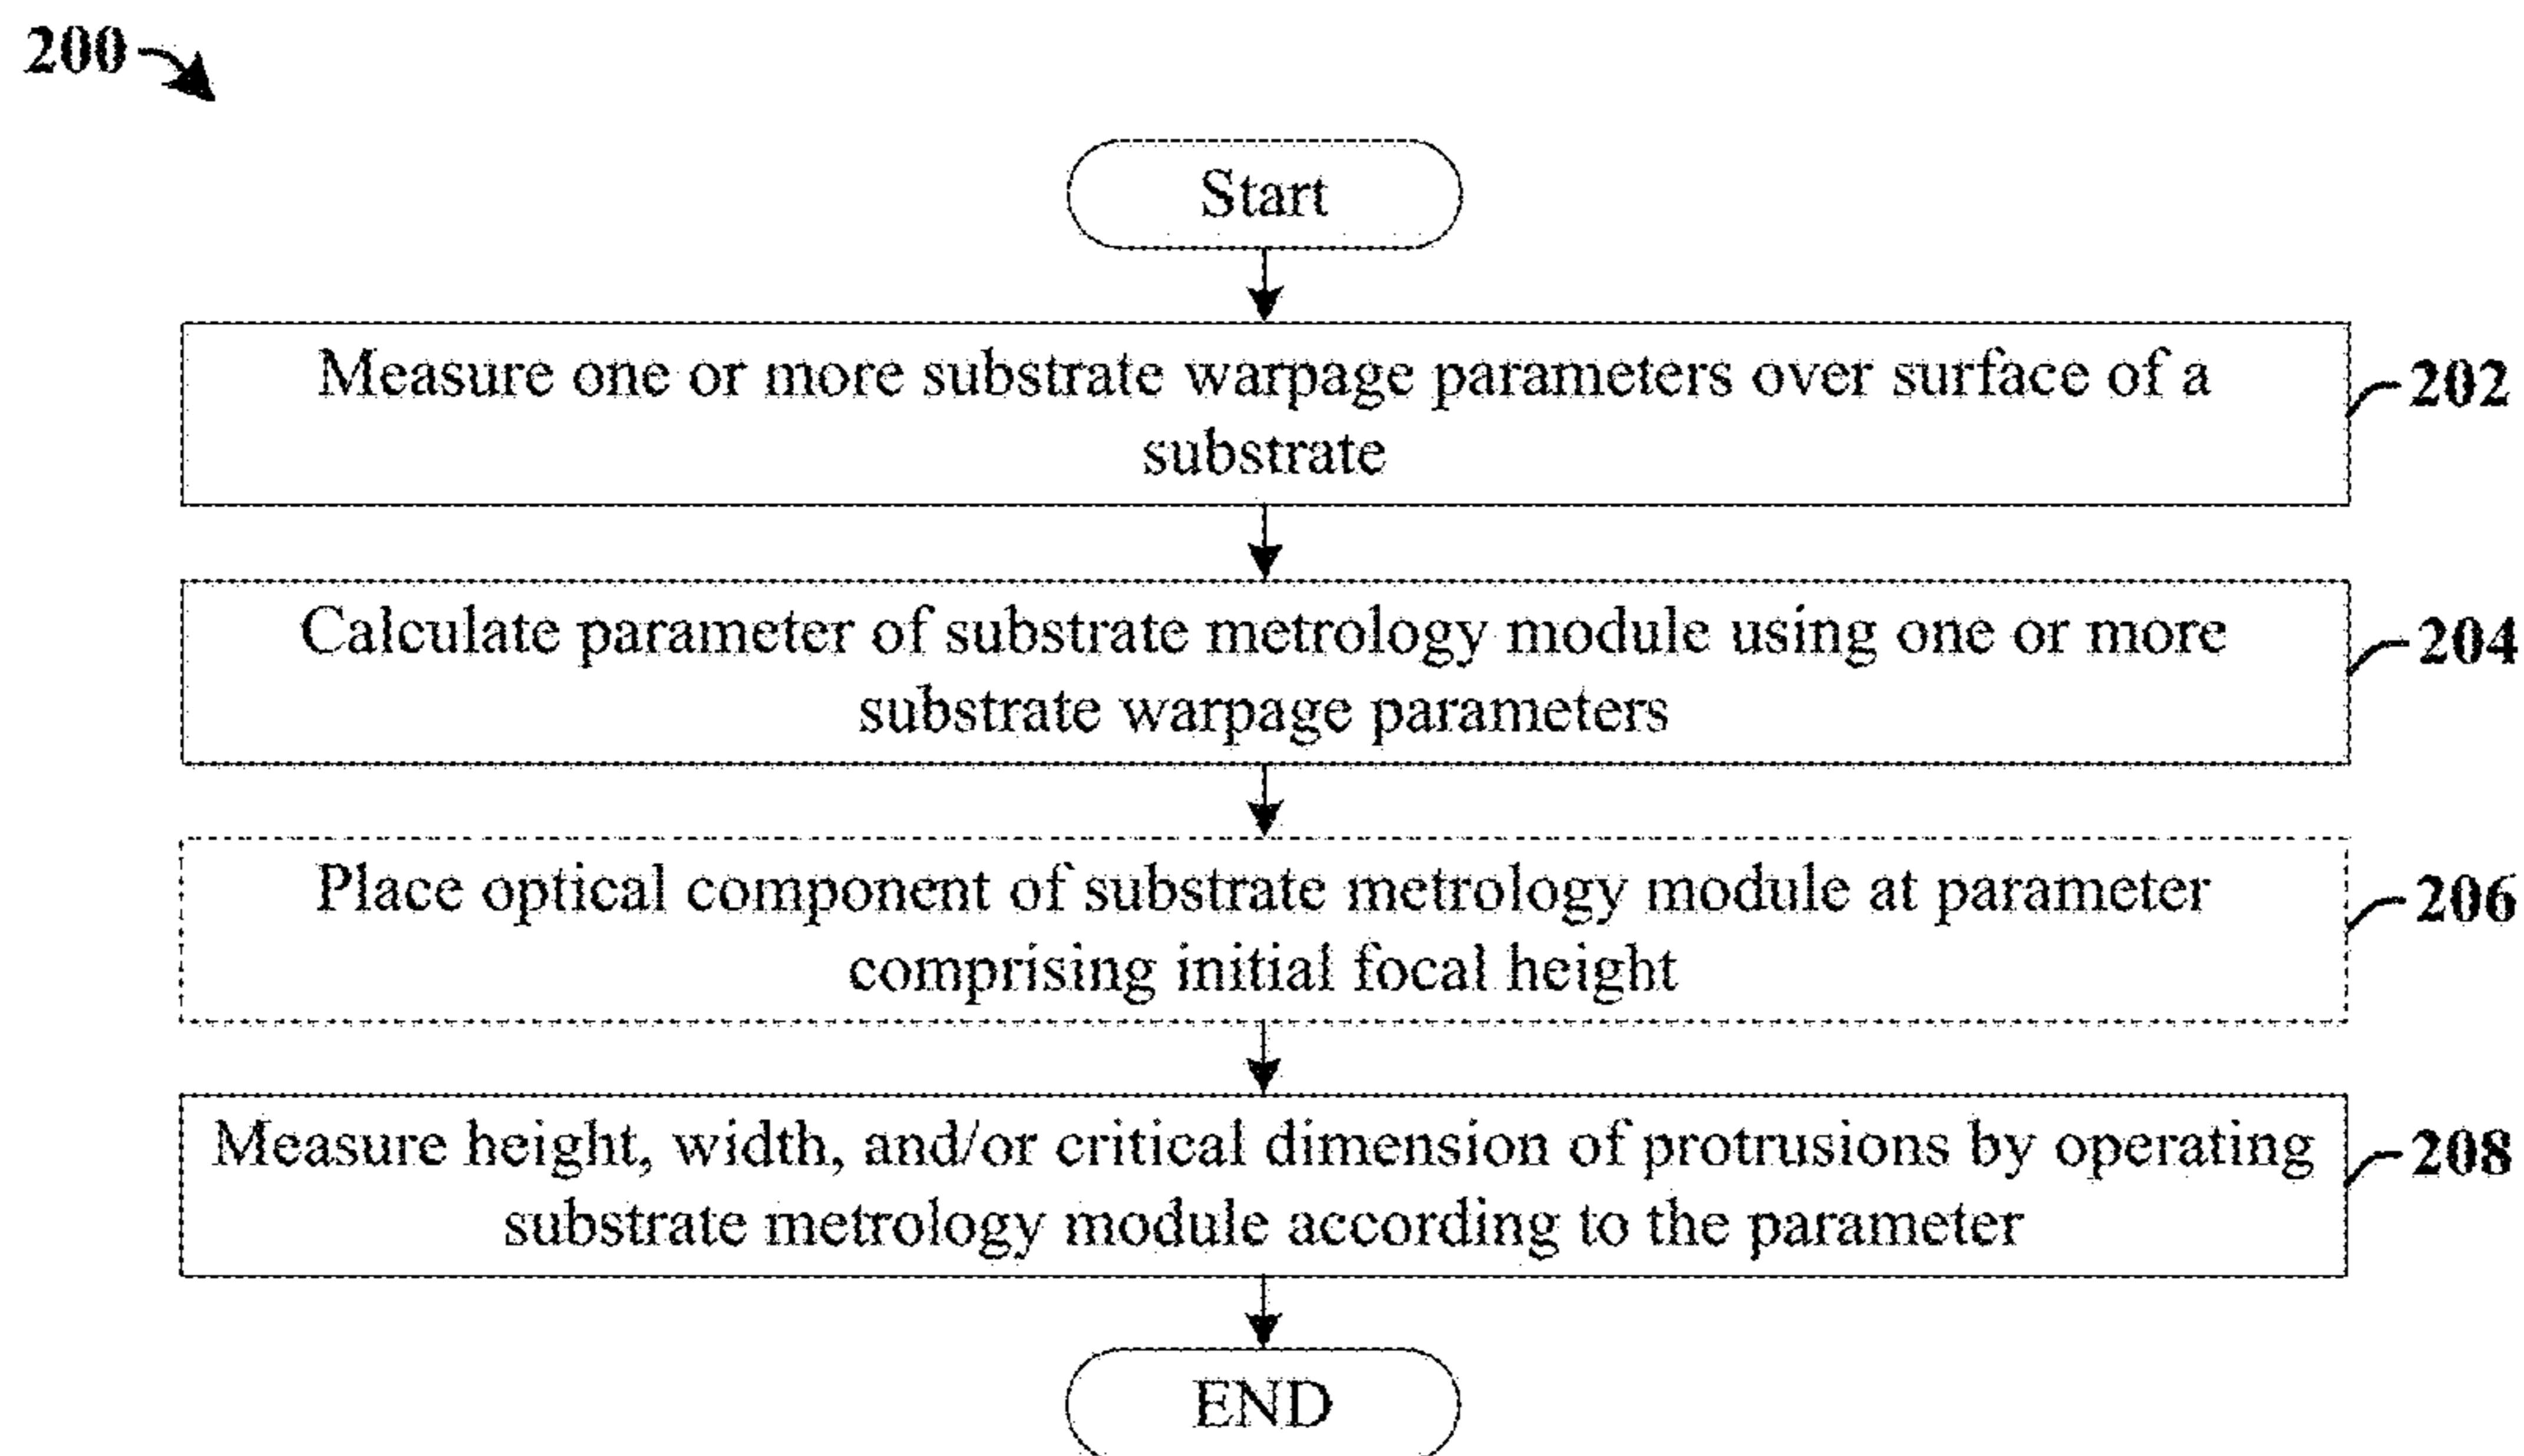 200
Start
Measure one or more substrate warpage parameters over surface of a
substrate
202
Calculate parameter of substrate metrology module using one or more
substrate warpage parameters
204
Place optical component of substrate metrology module at parameter
comprising initial focal height
206
Measure height, width, and/or critical dimension of protrusions by operating
substrate metrology module according to the parameter
208
END